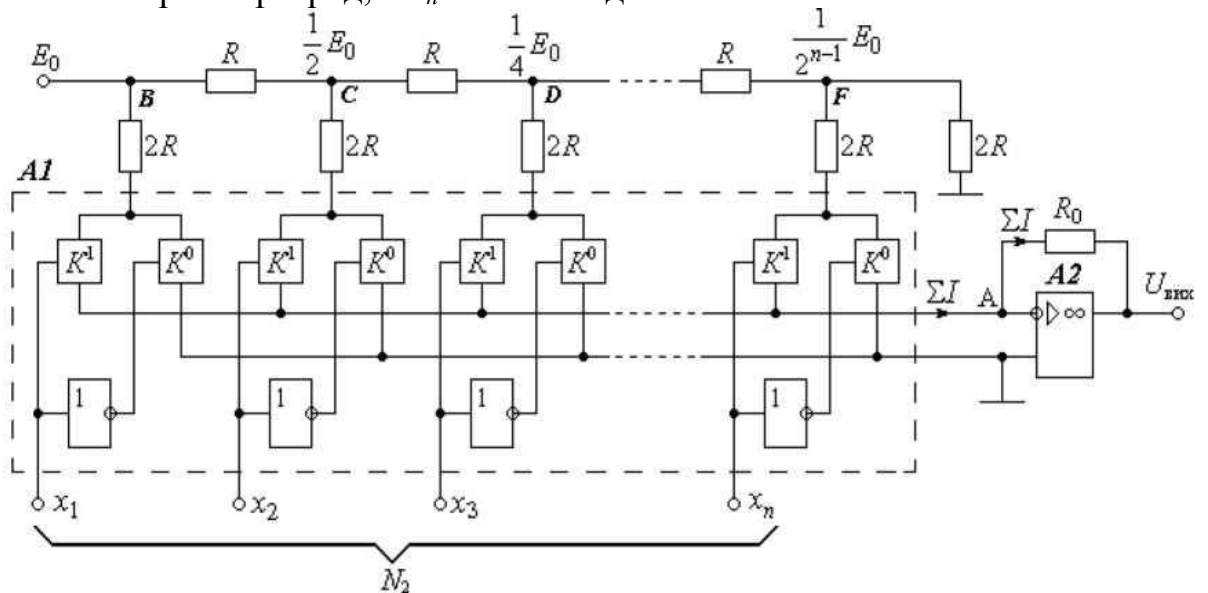 E₀
R
1/2 E₀
R
1/4 E₀
R
1/2ⁿ⁻¹ E₀
B
C
D
F
2R
2R
2R
2R
2R
A1
K¹
K⁰
K¹
K⁰
K¹
K⁰
K¹
K⁰
ΣI
R₀
ΣI
A
A2
▷ ∞
Uвих
1
1
1
1
x₁
x₂
x₃
xₙ
N₂